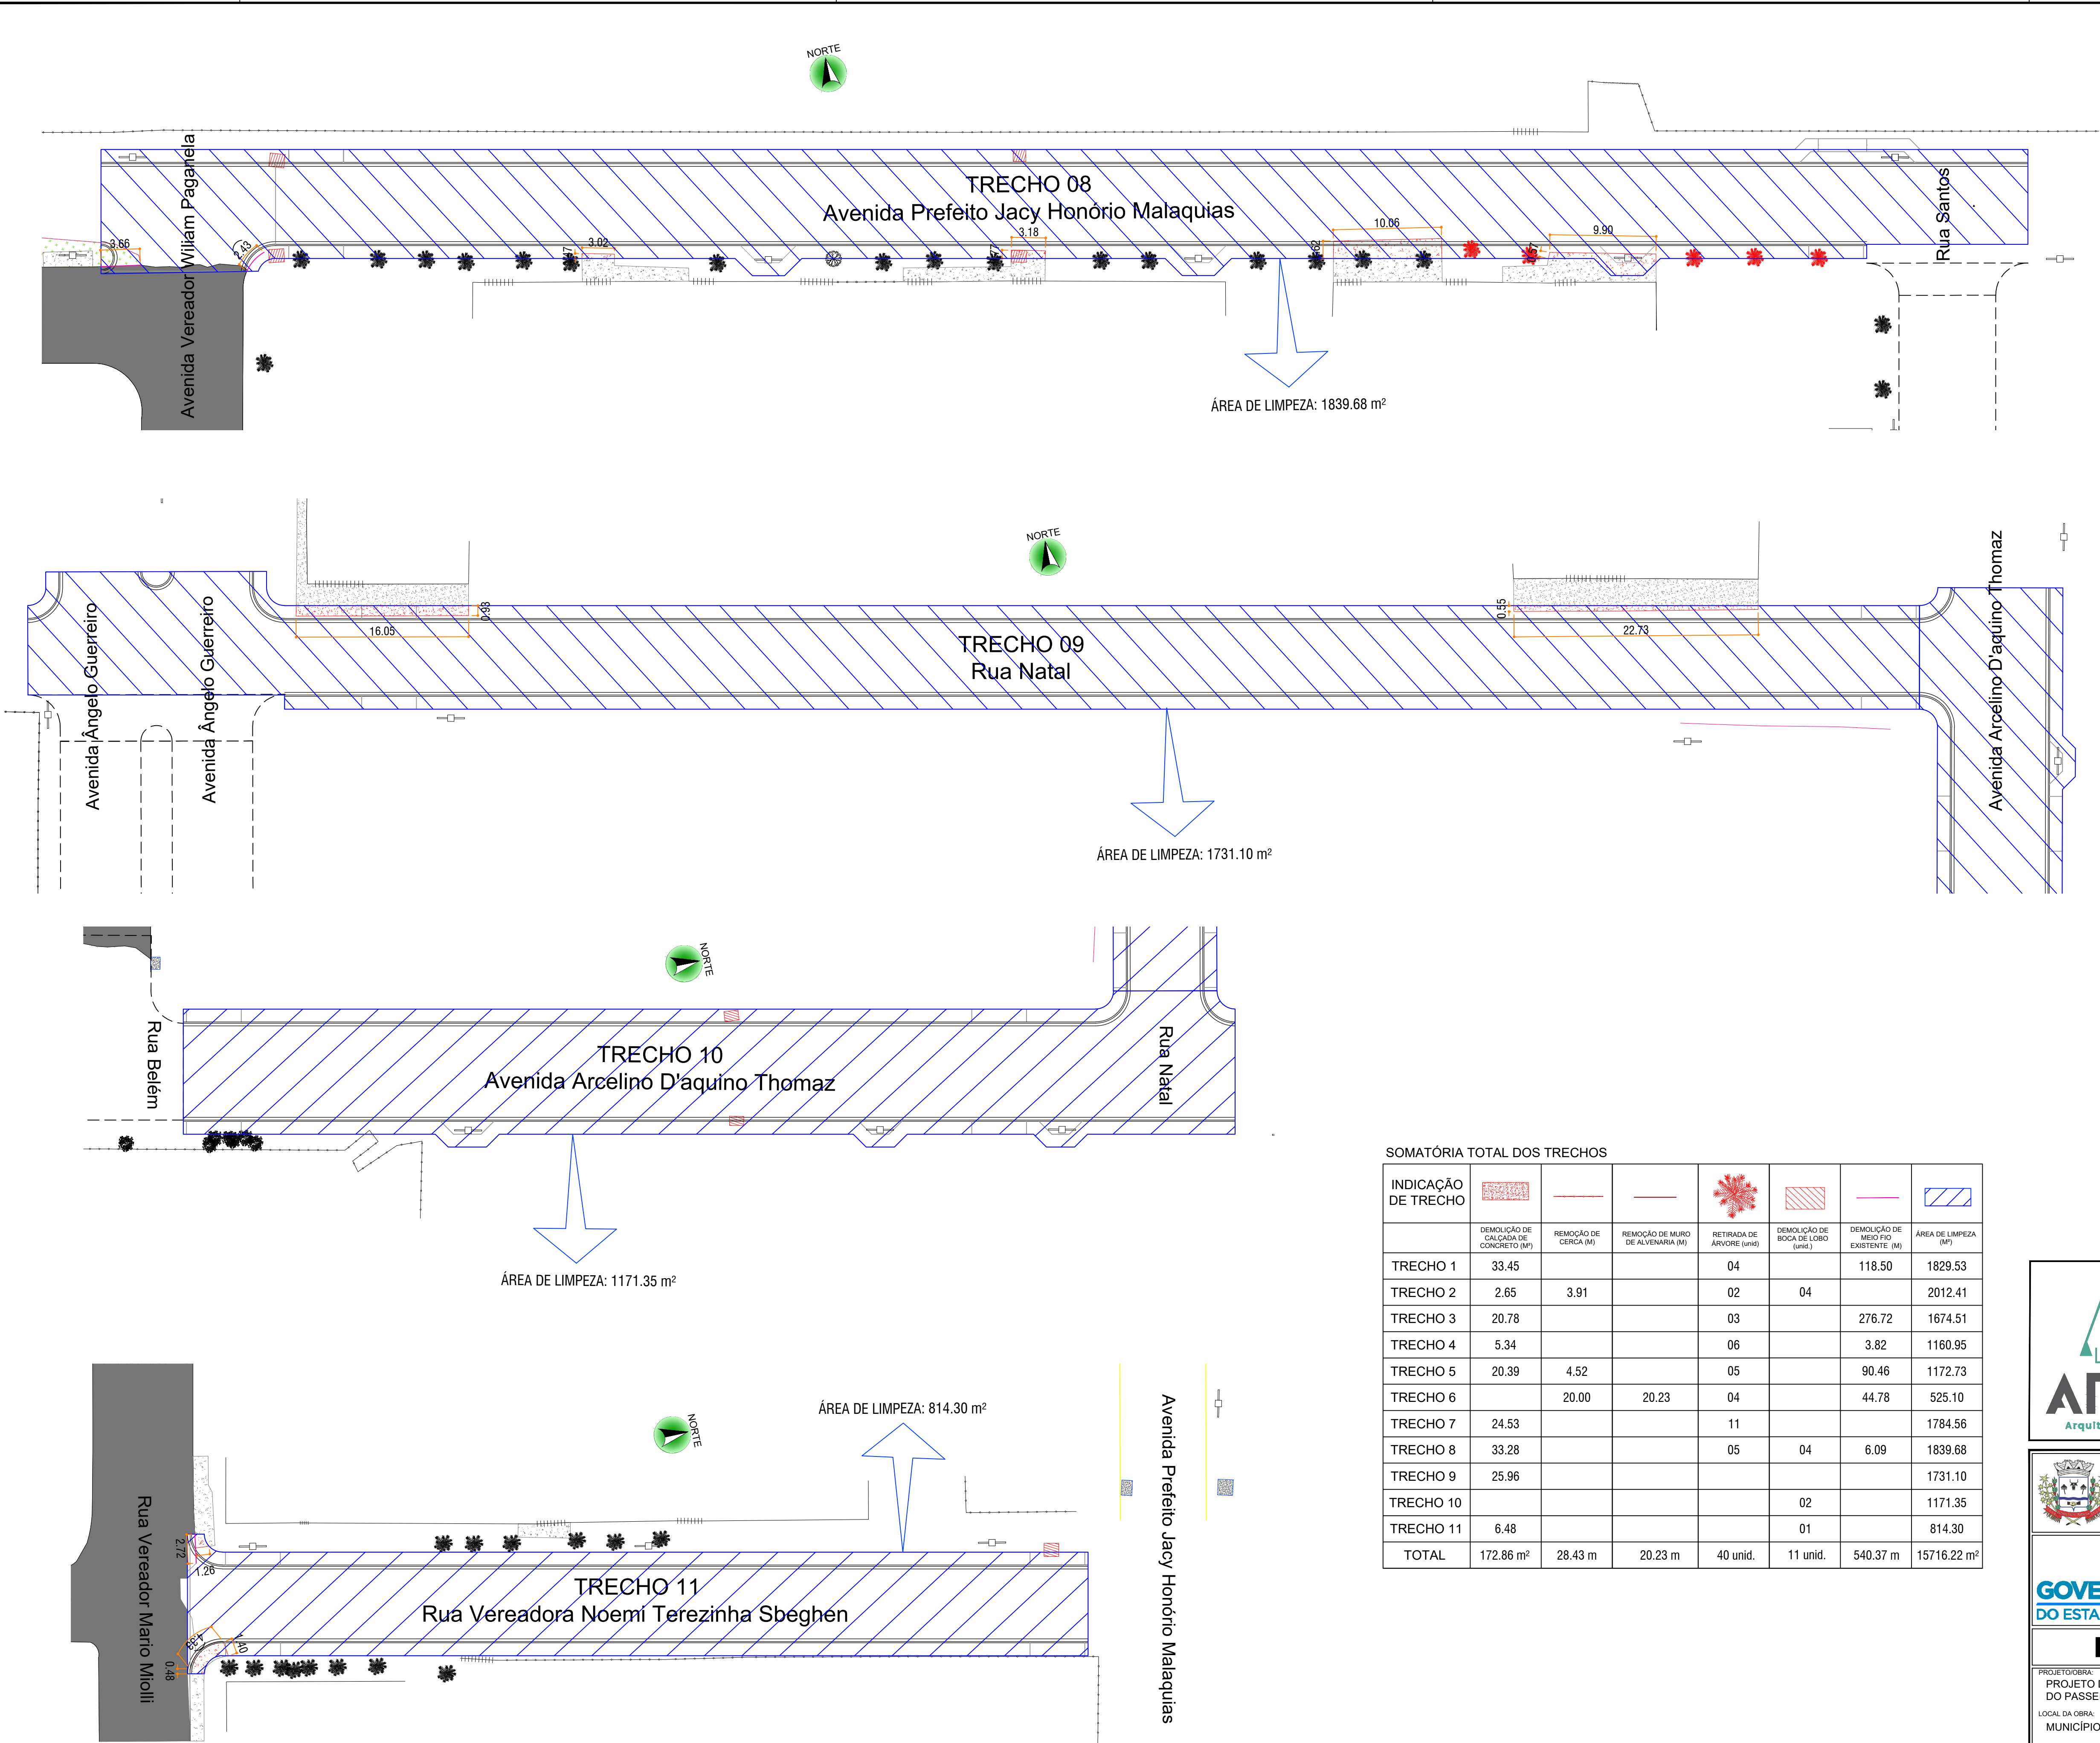 NORTE
TRECHO 08
Avenida Prefeito Jacy Honório Malaquias
Avenida Vereador Wiliam Paganela
Rua Santos
3.66
2.43
3.02
3.18
10.06
9.90
ÁREA DE LIMPEZA: 1839.68 m²
NORTE
Avenida Ângelo Guerreiro
Avenida Ângelo Guerreiro
16.05
0.93
TRECHO 09
Rua Natal
0.55
22.73
Avenida Arcelino D'aquino Thomaz
ÁREA DE LIMPEZA: 1731.10 m²
NORTE
Rua Belém
TRECHO 10
Avenida Arcelino D'aquino Thomaz
Rua Natal
ÁREA DE LIMPEZA: 1171.35 m²
ÁREA DE LIMPEZA: 814.30 m²
NORTE
Rua Vereador Mario Miolli
2.72
1.26
TRECHO 11
Rua Vereadora Noemi Terezinha Sbeghen
1.40
0.48
Avenida Prefeito Jacy Honório Malaquias
SOMATÓRIA TOTAL DOS TRECHOS
INDICAÇÃO
DE TRECHO
DEMOLIÇÃO DE CALÇADA DE CONCRETO (M²) REMOÇÃO DE CERCA (M) REMOÇÃO DE MURO DE ALVENARIA (M) RETIRADA DE ÁRVORE (unid) DEMOLIÇÃO DE BOCA DE LOBO (unid.) DEMOLIÇÃO DE MEIO FIO EXISTENTE (M) ÁREA DE LIMPEZA (M²)
TRECHO 1 33.45 04 118.50 1829.53
TRECHO 2 2.65 3.91 02 04 2012.41
TRECHO 3 20.78 03 276.72 1674.51
TRECHO 4 5.34 06 3.82 1160.95
TRECHO 5 20.39 4.52 05 90.46 1172.73
TRECHO 6 20.00 20.23 04 44.78 525.10
TRECHO 7 24.53 11 1784.56
TRECHO 8 33.28 05 04 6.09 1839.68
TRECHO 9 25.96 1731.10
TRECHO 10 02 1171.35
TRECHO 11 6.48 01 814.30
TOTAL 172.86 m² 28.43 m 20.23 m 40 unid. 11 unid. 540.37 m 15716.22 m²
PROJETO/OBRA:
LOCAL DA OBRA:
MUNICÍPIO